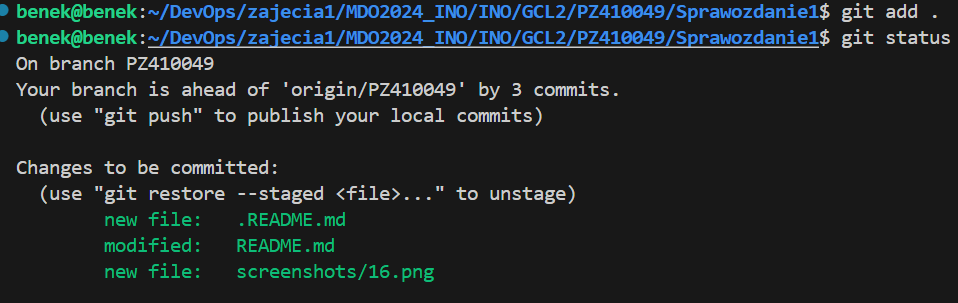 benek@benek:~/DevOps/zajecia1/MDO2024_INO/INO/GCL2/PZ410049/Sprawozdanie1$ git add .
benek@benek:~/DevOps/zajecia1/MDO2024_INO/INO/GCL2/PZ410049/Sprawozdanie1$ git status
On branch PZ410049
Your branch is ahead of 'origin/PZ410049' by 3 commits.
  (use "git push" to publish your local commits)

Changes to be committed:
  (use "git restore --staged <file>..." to unstage)
        new file:   .README.md
        modified:   README.md
        new file:   screenshots/16.png